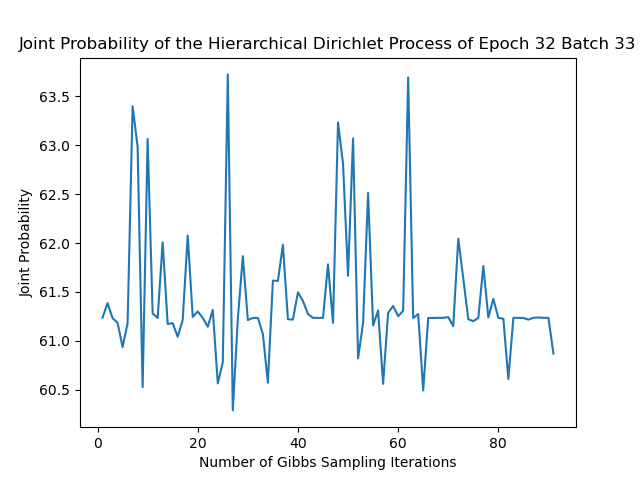 Joint Probability of the Hierarchical Dirichlet Process of Epoch 32 Batch 33
63.5
63.0
62.5
62.0
61.5
61.0
60.5
Joint Probability
0 20 40 60 80
Number of Gibbs Sampling Iterations